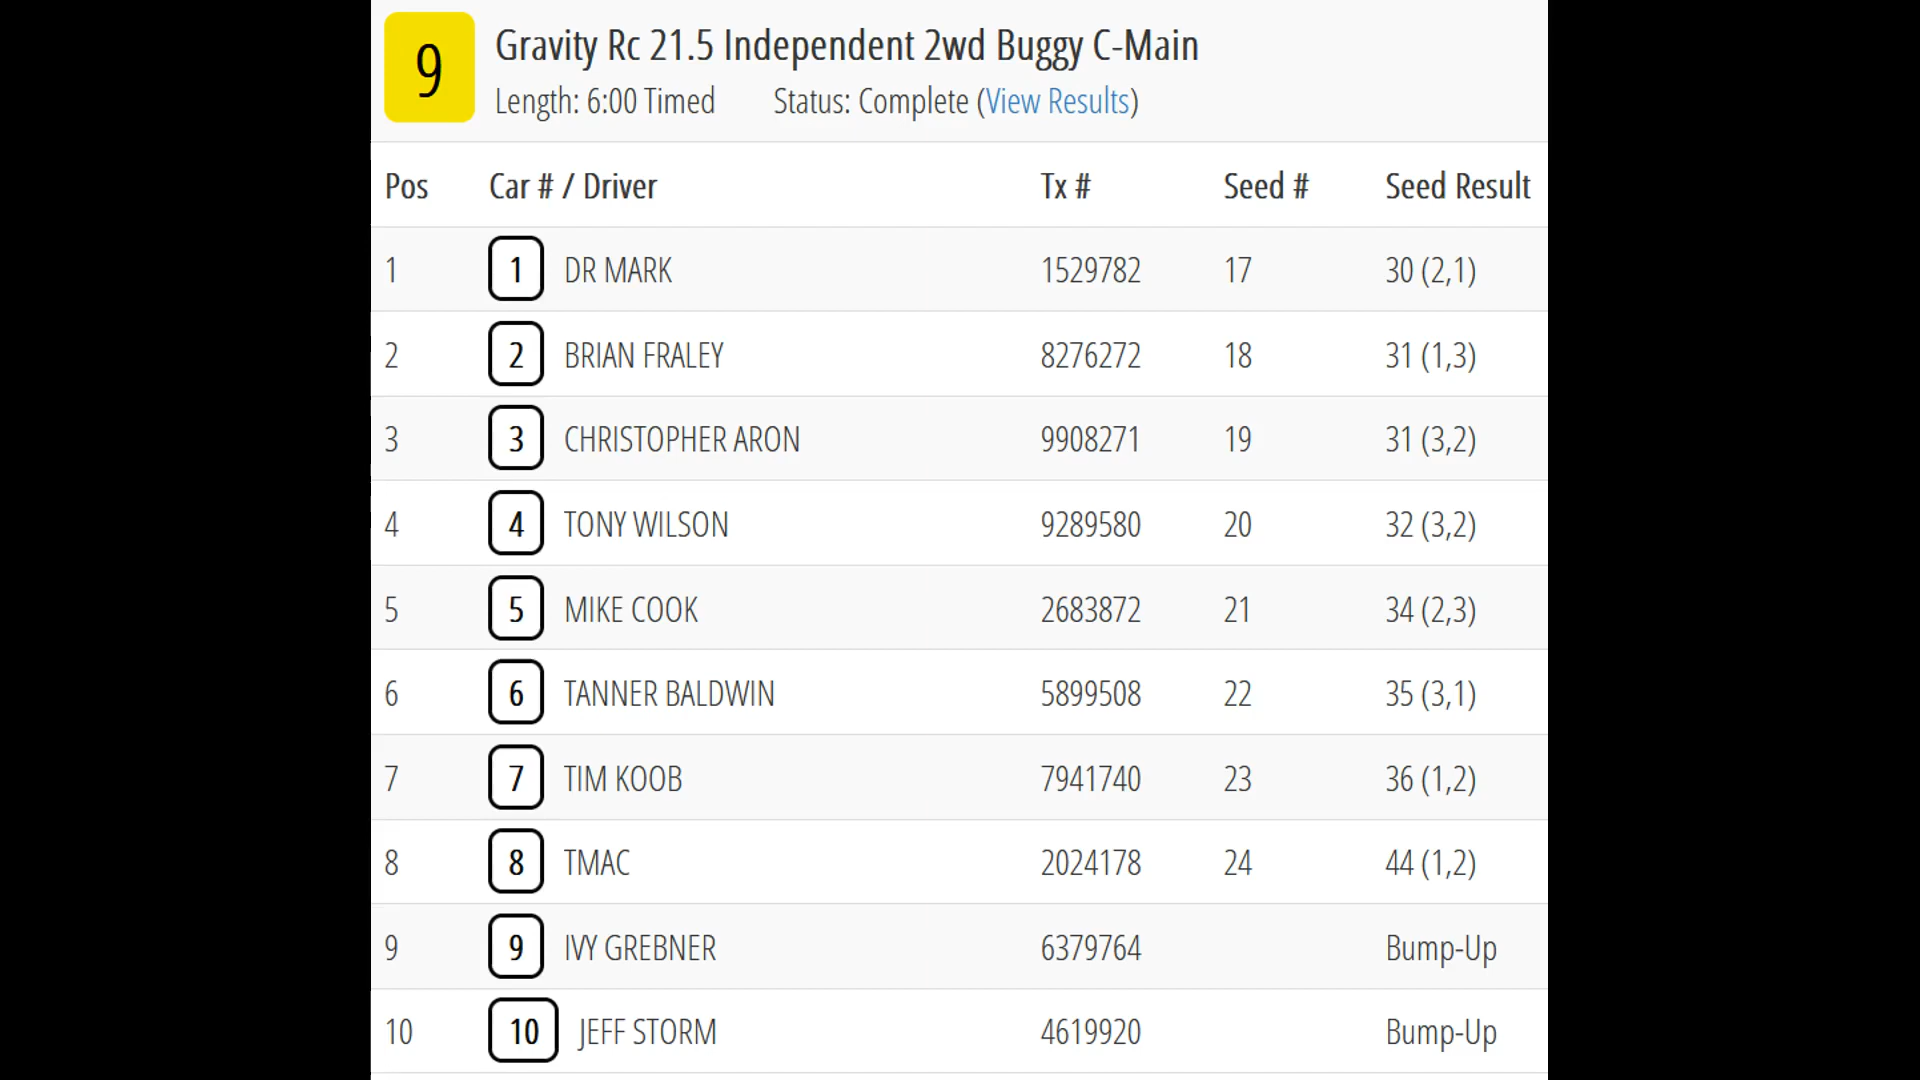 9
Gravity Rc 21.5 Independent 2wd Buggy C-Main
Length: 6:00 Timed Status: Complete (View Results)
Pos Car # / Driver Tx # Seed # Seed Result
1 1 DR MARK 1529782 17 30 (2,1)
2 2 BRIAN FRALEY 8276272 18 31 (1,3)
3 3 CHRISTOPHER ARON 9908271 19 31 (3,2)
4 4 TONY WILSON 9289580 20 32 (3,2)
5 5 MIKE COOK 2683872 21 34 (2,3)
6 6 TANNER BALDWIN 5899508 22 35 (3,1)
7 7 TIM KOOB 7941740 23 36 (1,2)
8 8 TMAC 2024178 24 44 (1,2)
9 9 IVY GREBNER 6379764 Bump-Up
10 10 JEFF STORM 4619920 Bump-Up